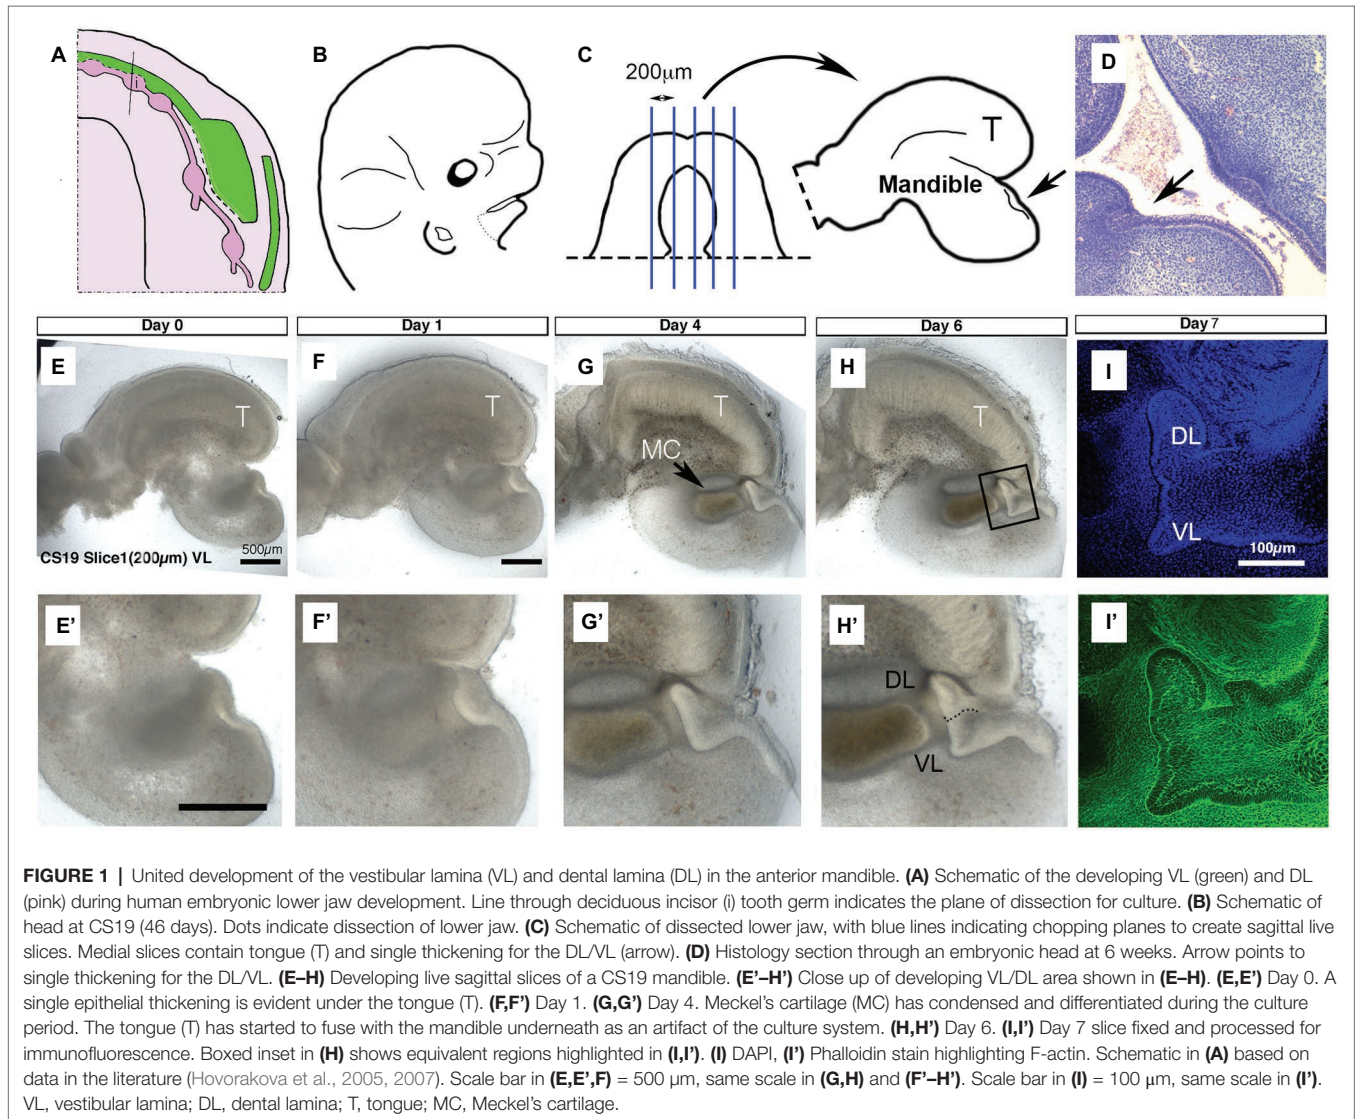 A
B
C
D
i
200μm
T
Mandible
Day 0
Day 1
Day 4
Day 6
Day 7
E
F
G
H
I
T
T
T
T
MC
DL
VL
CS19 Slice1(200μm) VL
500μm
100μm
E’
F’
G’
H’
I’
DL
VL
FIGURE 1 | United development of the vestibular lamina (VL) and dental lamina (DL) in the anterior mandible. (A) Schematic of the developing VL (green) and DL
(pink) during human embryonic lower jaw development. Line through deciduous incisor (i) tooth germ indicates the plane of dissection for culture. (B) Schematic of
head at CS19 (46 days). Dots indicate dissection of lower jaw. (C) Schematic of dissected lower jaw, with blue lines indicating chopping planes to create sagittal live
slices. Medial slices contain tongue (T) and single thickening for the DL/VL (arrow). (D) Histology section through an embryonic head at 6 weeks. Arrow points to
single thickening for the DL/VL. (E–H) Developing live sagittal slices of a CS19 mandible. (E’–H’) Close up of developing VL/DL area shown in (E–H). (E,E’) Day 0. A
single epithelial thickening is evident under the tongue (T). (F,F’) Day 1. (G,G’) Day 4. Meckel’s cartilage (MC) has condensed and differentiated during the culture
period. The tongue (T) has started to fuse with the mandible underneath as an artifact of the culture system. (H,H’) Day 6. (I,I’) Day 7 slice fixed and processed for
immunofluorescence. Boxed inset in (H) shows equivalent regions highlighted in (I,I’). (I) DAPI, (I’) Phalloidin stain highlighting F-actin. Schematic in (A) based on
data in the literature (Hovorakova et al., 2005, 2007). Scale bar in (E,E’,F) = 500 μm, same scale in (G,H) and (F’–H’). Scale bar in (I) = 100 μm, same scale in (I’).
VL, vestibular lamina; DL, dental lamina; T, tongue; MC, Meckel’s cartilage.